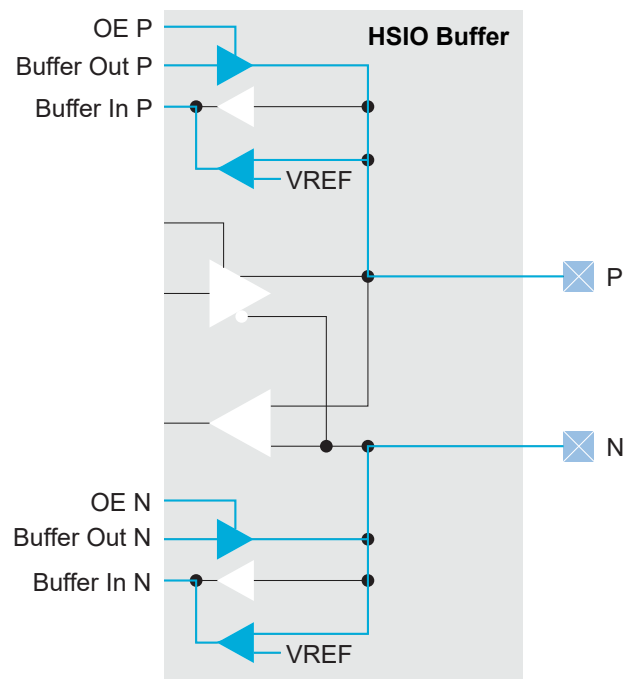 OE P
HSIO Buffer
Buffer Out P
Buffer In P
VREF
P
N
OE N
Buffer Out N
Buffer In N
VREF